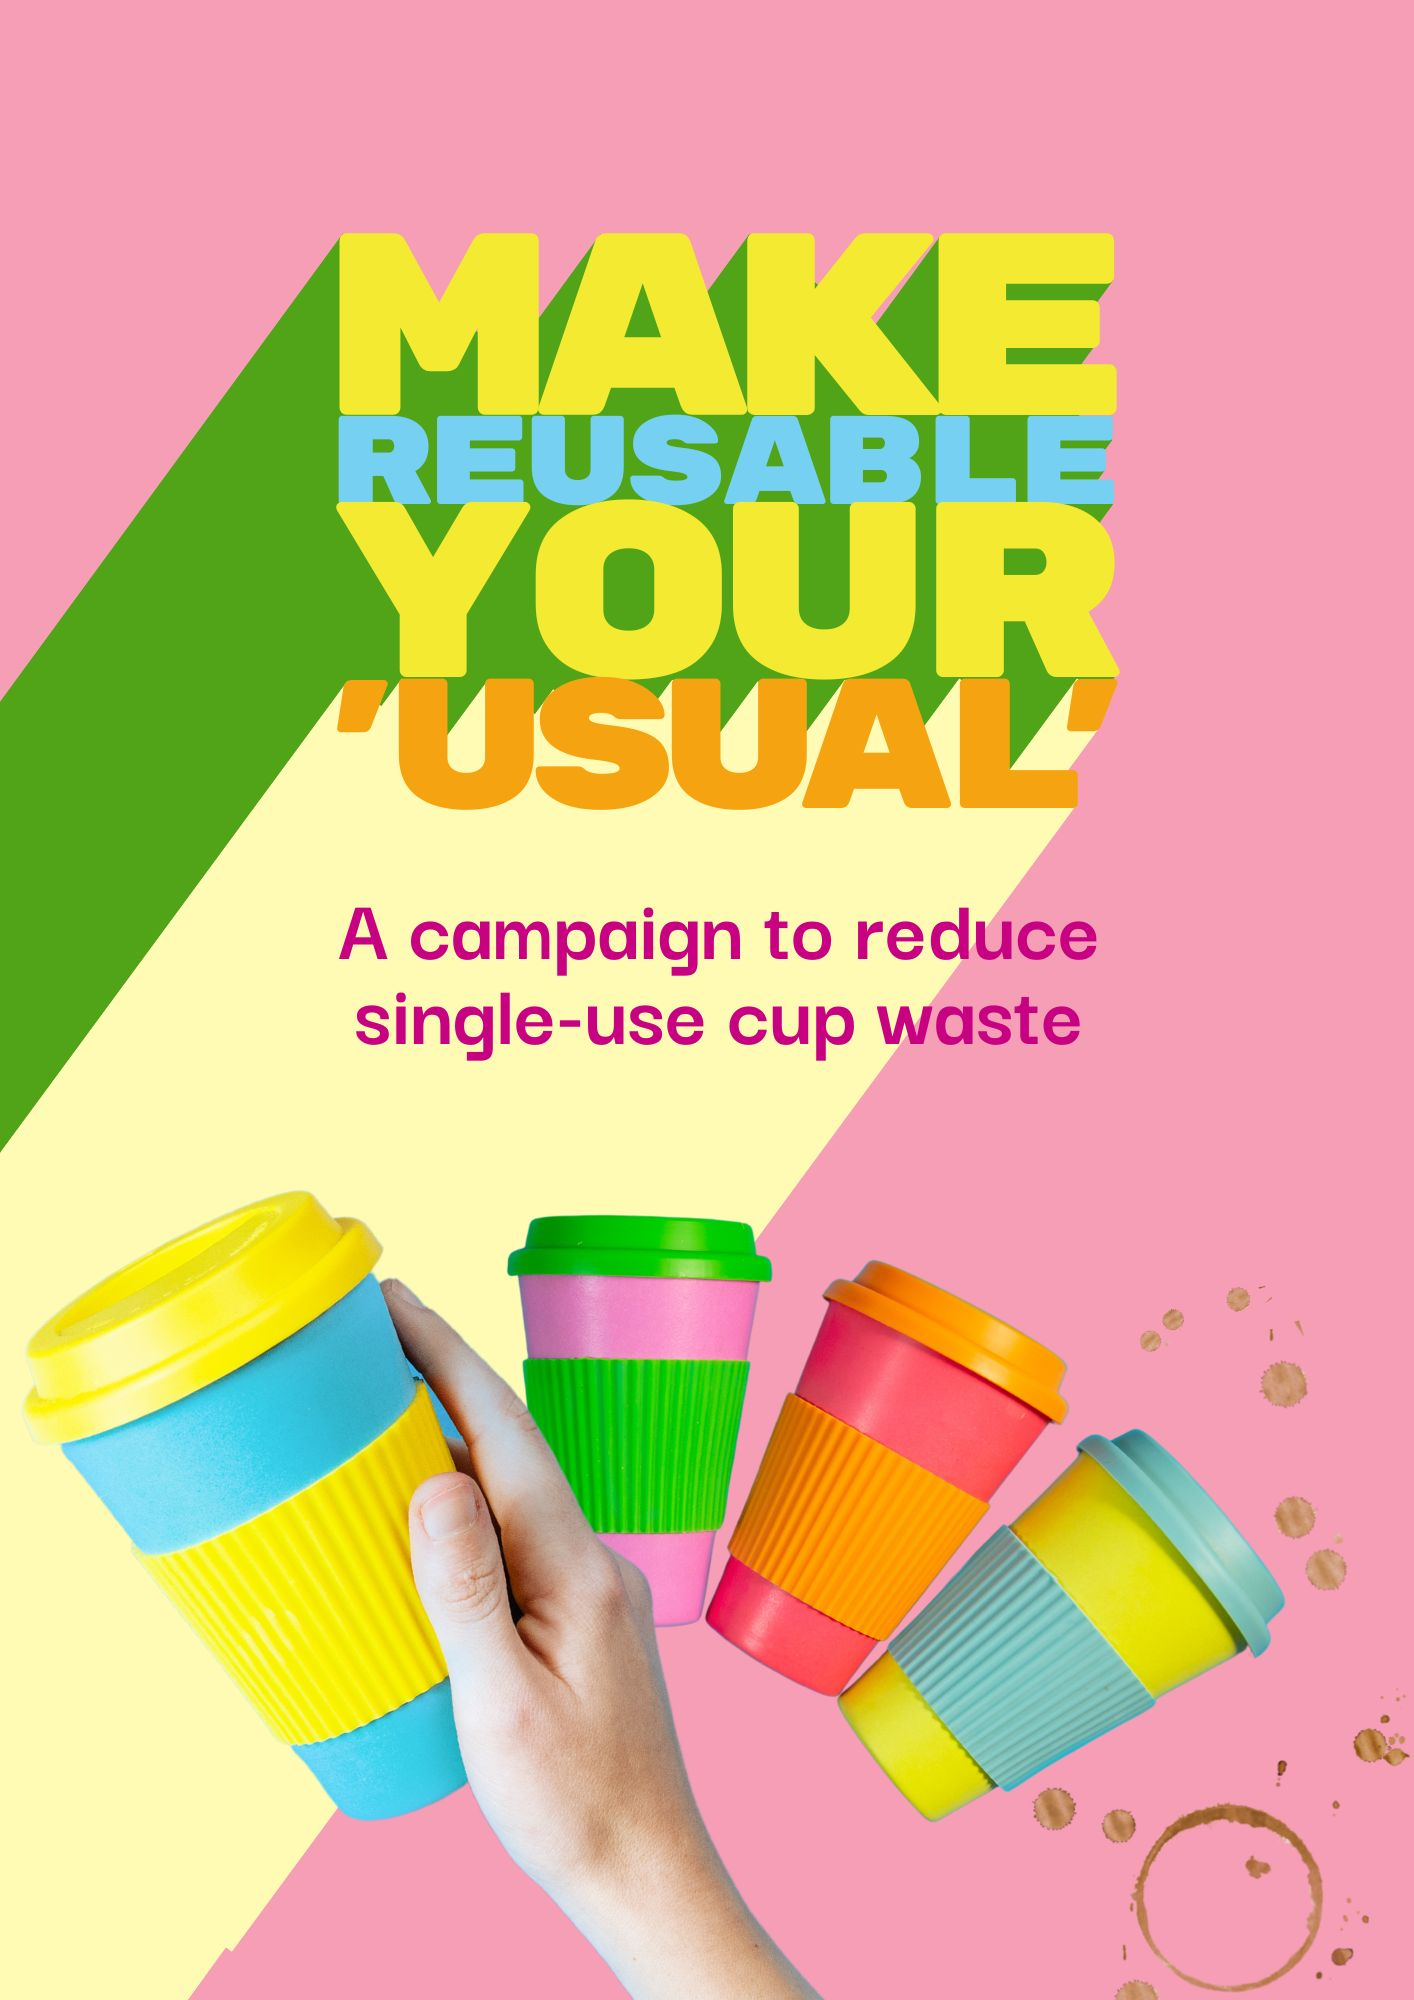 MAKE
REUSABLE
YOUR
'USUAL'
A campaign to reduce
single-use cup waste